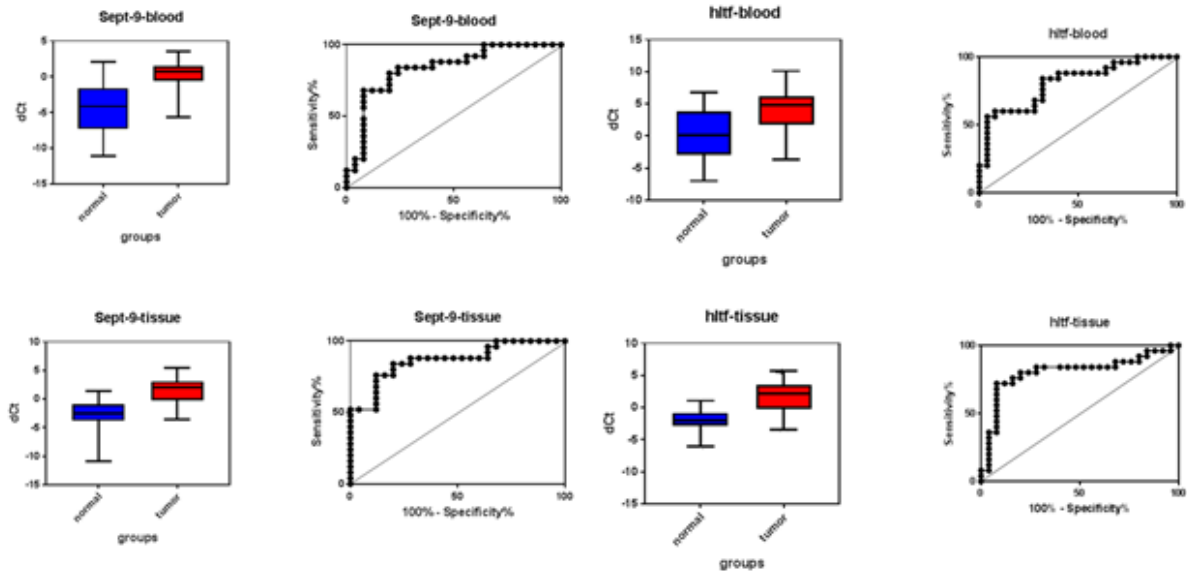 Sept-9-blood
5
0
-5
-10
-15
dCt
normal
tumor
groups
Sept-9-blood
100
50
0
Sensitivity%
0
50
100
100% - Specificity%
hltf-blood
15
10
5
0
-5
-10
dCt
normal
tumor
groups
hltf-blood
100
50
0
Sensitivity%
0
50
100
100% - Specificity%
Sept-9-tissue
10
5
0
-5
-10
-15
dCt
normal
tumor
groups
Sept-9-tissue
100
50
0
Sensitivity%
0
50
100
100% - Specificity%
hltf-tissue
10
5
0
-5
-10
-15
dCt
normal
tumor
groups
hltf-tissue
100
50
0
Sensitivity%
0
50
100
100% - Specificity%